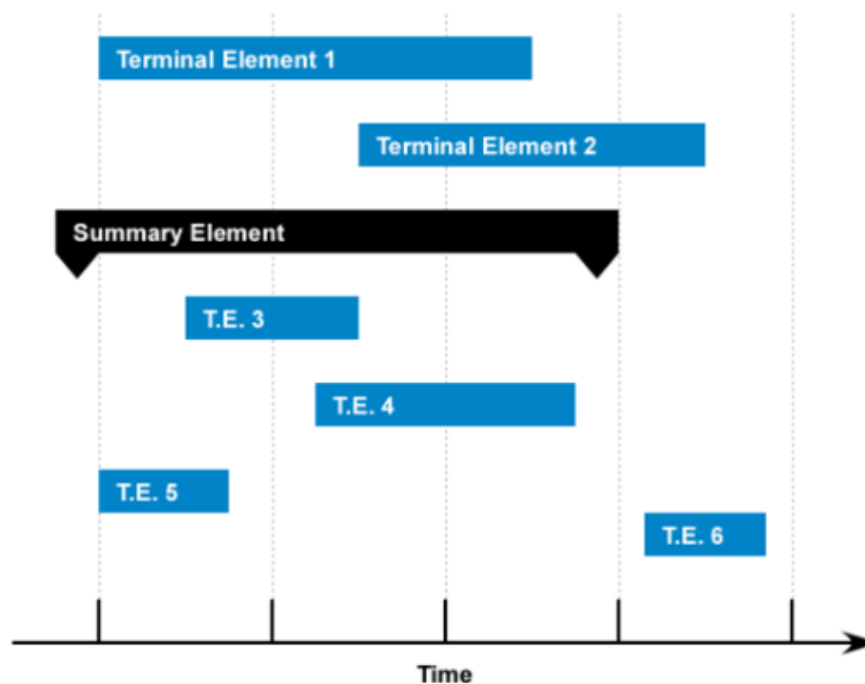 Terminal Element 1
Terminal Element 2
Summary Element
T.E. 3
T.E. 4
T.E. 5
T.E. 6
Time